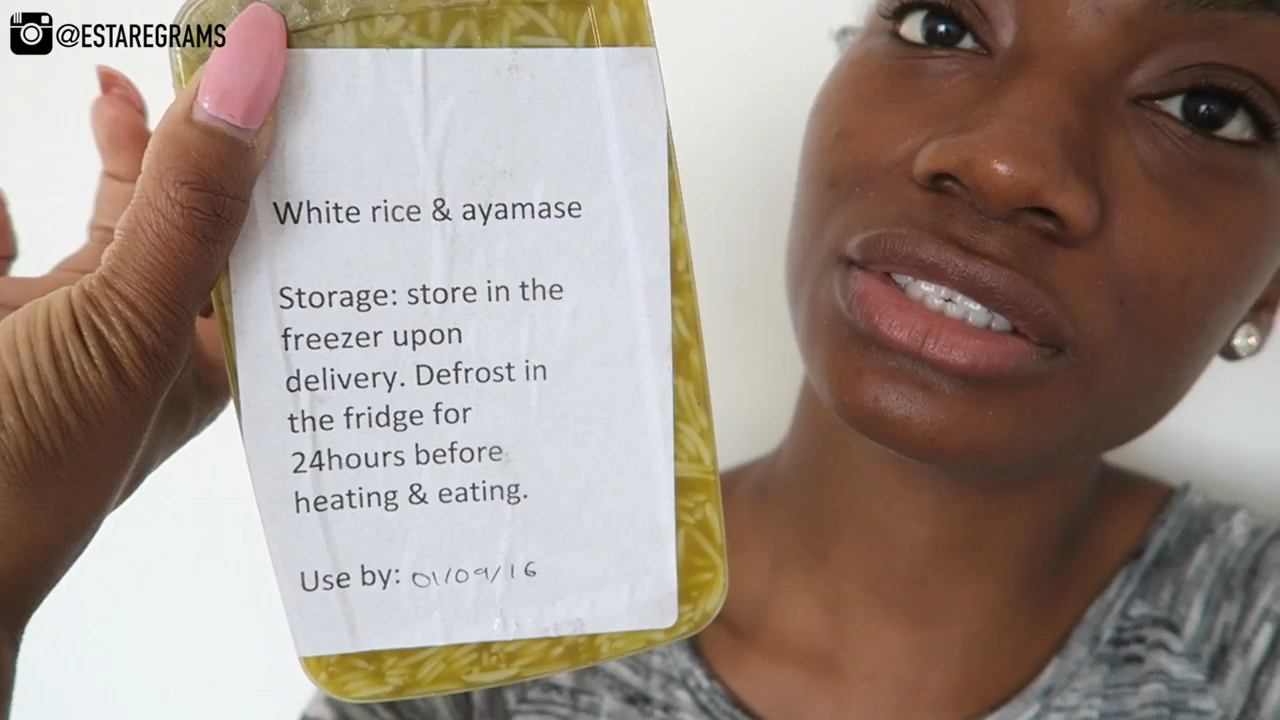 @ESTAREGRAMS
White rice & ayamase
Storage: store in the
freezer upon
delivery. Defrost in
the fridge for
24hours before
heating & eating.
Use by: 01/09/16